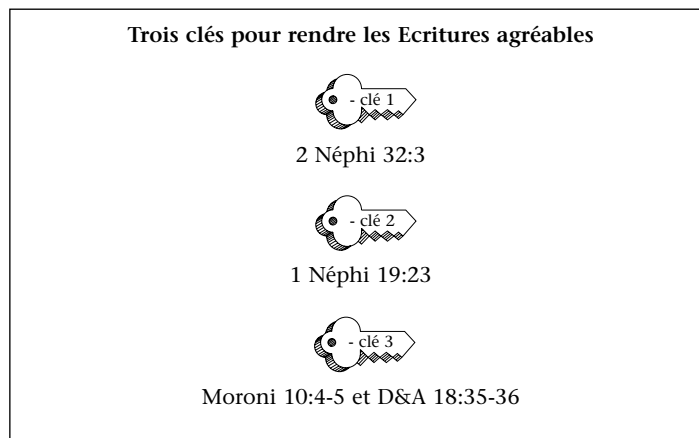 Trois clés pour rendre les Ecritures agréables
- clé 1
2 Néphi 32:3
- clé 2
1 Néphi 19:23
- clé 3
Moroni 10:4-5 et D&A 18:35-36